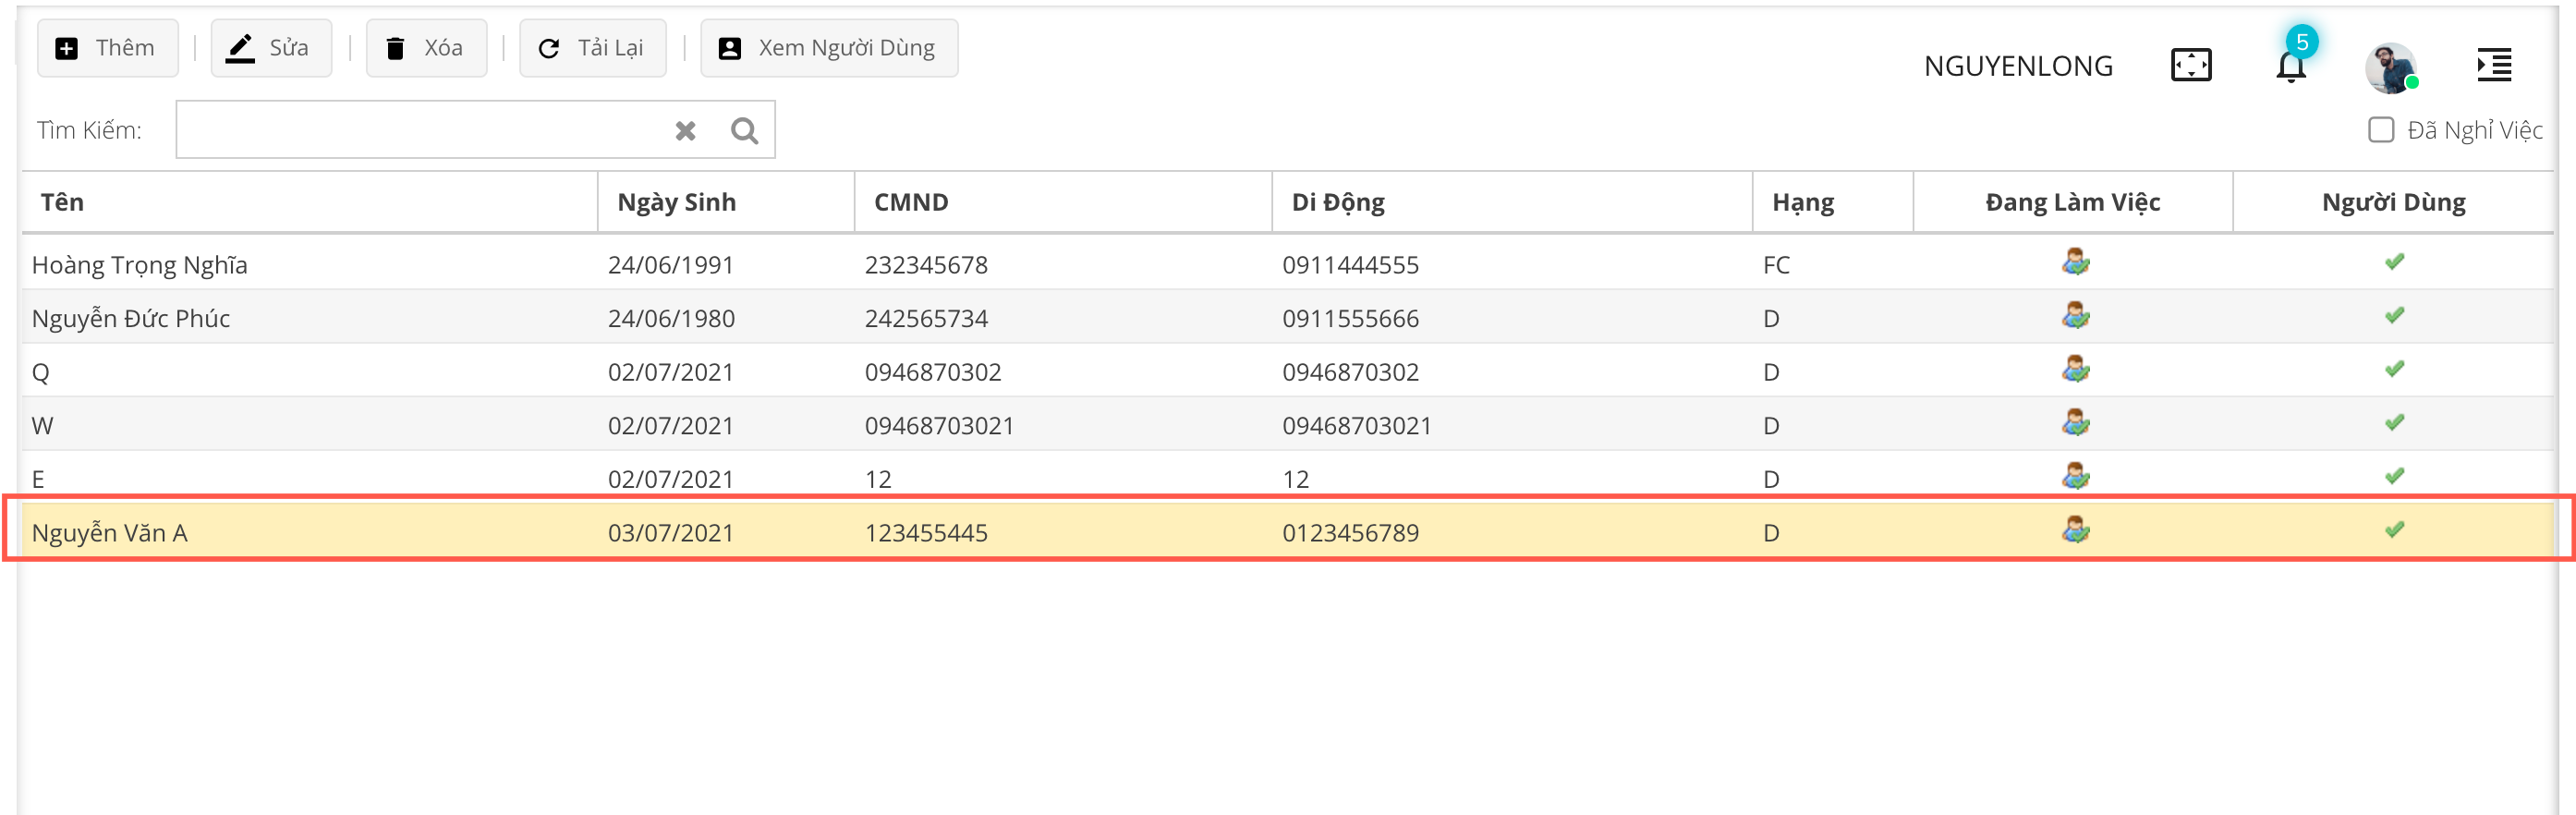 Thêm Sửa Xóa Tải Lại Xem Người Dùng
NGUYENLONG 5
Tìm Kiếm: Đã Nghỉ Việc
Tên Ngày Sinh CMND Di Động Hạng Đang Làm Việc Người Dùng
Hoàng Trọng Nghĩa 24/06/1991 232345678 0911444555 FC
Nguyễn Đức Phúc 24/06/1980 242565734 0911555666 D
Q 02/07/2021 0946870302 0946870302 D
W 02/07/2021 09468703021 09468703021 D
E 02/07/2021 12 12 D
Nguyễn Văn A 03/07/2021 123455445 0123456789 D